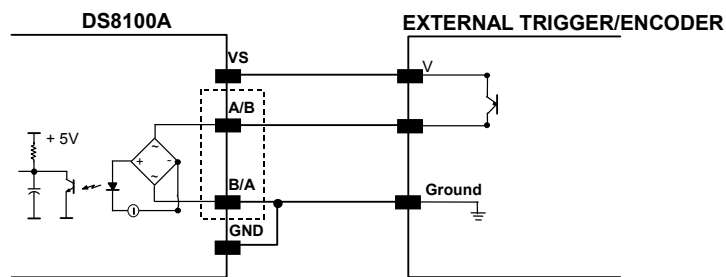 DS8100A
EXTERNAL TRIGGER/ENCODER
VS
V
A/B
+ 5V
~
+
-
~
B/A
Ground
GND